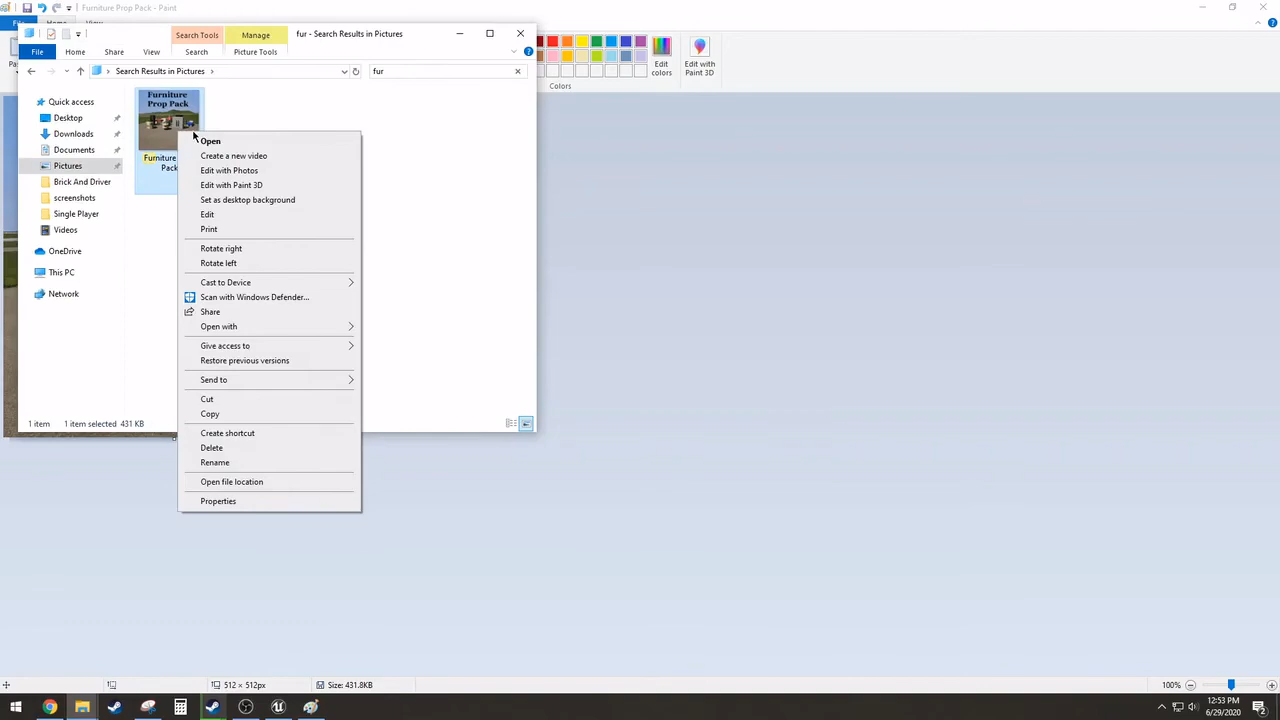 Furniture Prop Pack - Paint
File
Home
View
Search Tools
Manage
fur - Search Results in Pictures
File
Home
Share
View
Search
Picture Tools
Search Results in Pictures
fur
Edit colors
Edit with Paint 3D
Colors
Quick access
Desktop
Downloads
Documents
Pictures
Brick And Driver
screenshots
Single Player
Videos
OneDrive
This PC
Network
Furniture
Prop Pack
Furniture
Pack
Open
Create a new video
Edit with Photos
Edit with Paint 3D
Set as desktop background
Edit
Print
Rotate right
Rotate left
Cast to Device
Scan with Windows Defender...
Share
Open with
Give access to
Restore previous versions
Send to
Cut
Copy
Create shortcut
Delete
Rename
Open file location
Properties
1 item
1 item selected 431 KB
512 × 512px
Size: 431.8KB
100%
12:53 PM
6/29/2020
2